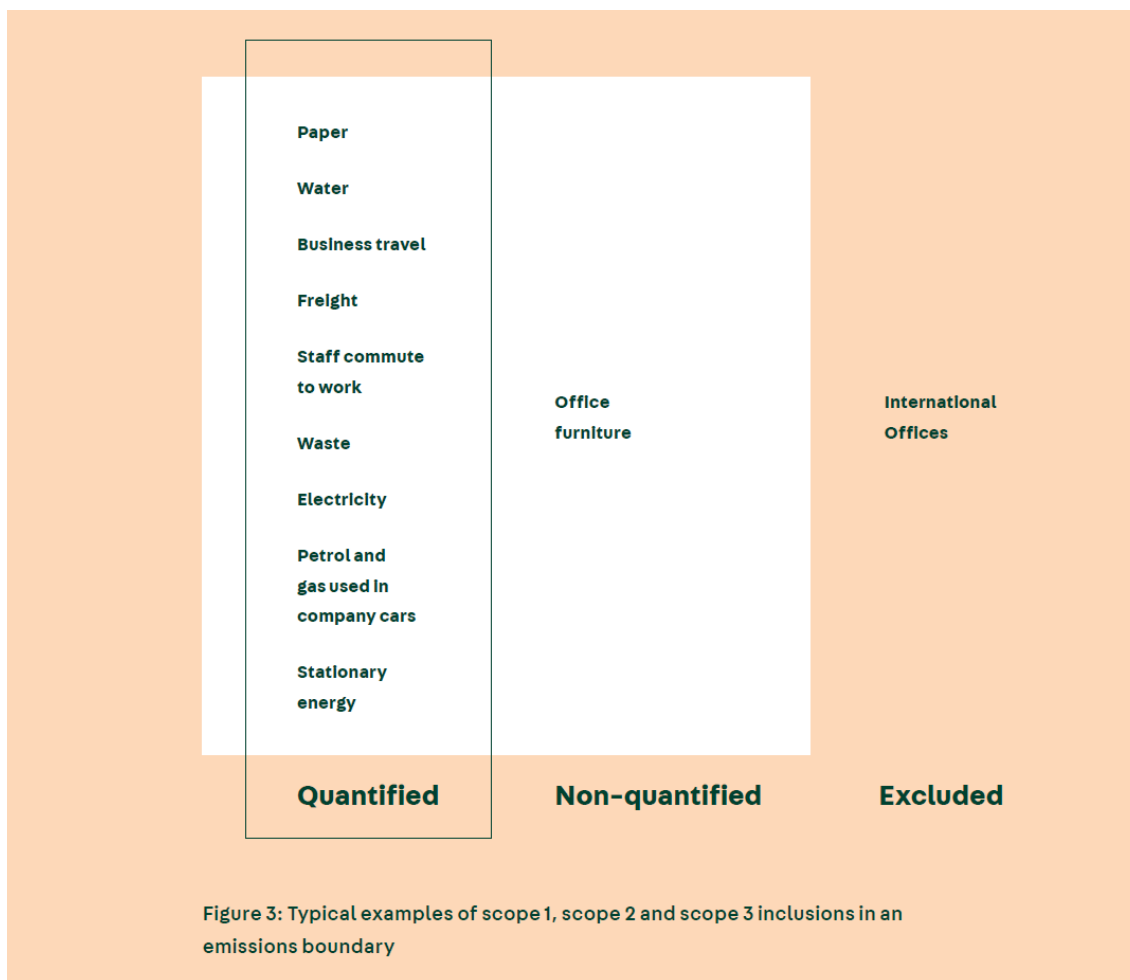 Paper
Water
Business travel
Freight
Staff commute
to work
Waste
Electricity
Petrol and
gas used in
company cars
Stationary
energy
Quantified
Office
furniture
Non-quantified
International
Offices
Excluded
Figure 3: Typical examples of scope 1, scope 2 and scope 3 inclusions in an
emissions boundary